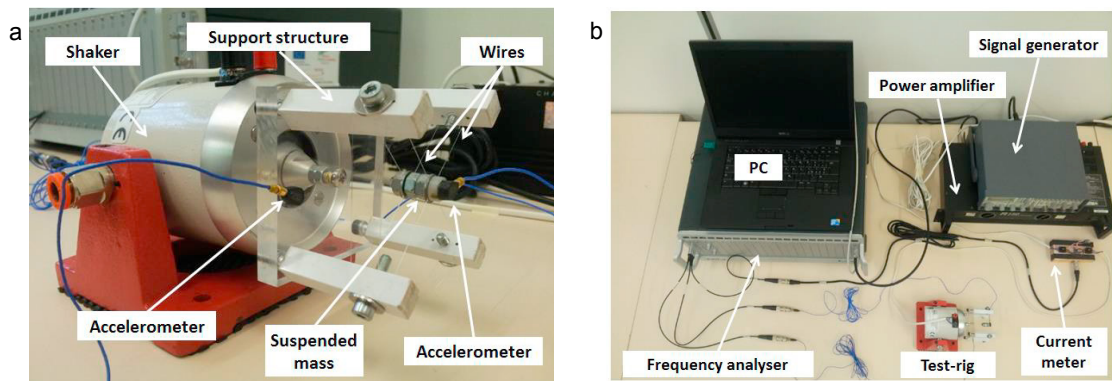 a
Shaker
Support structure
Wires
Accelerometer
Suspended
mass
Accelerometer
b
Signal generator
Power amplifier
PC
Frequency analyser
Test-rig
Current
meter